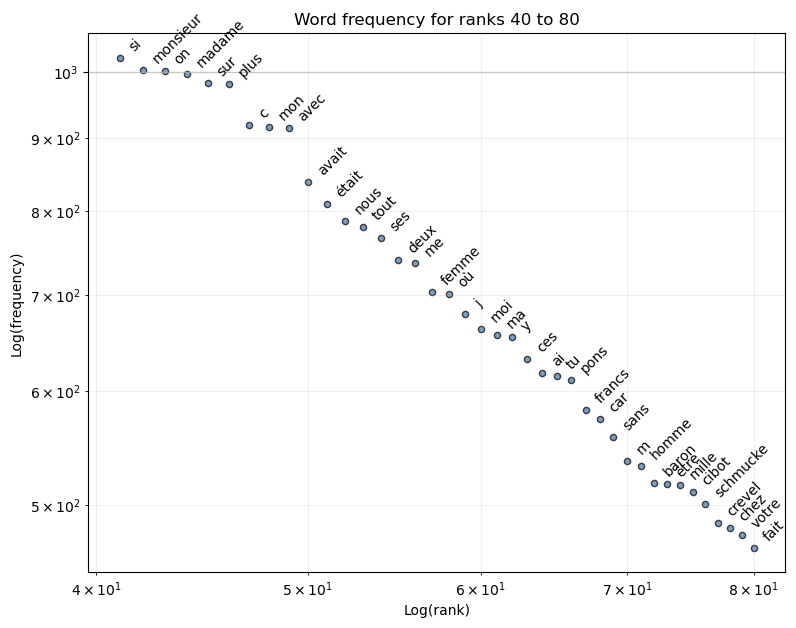 Word frequency for ranks 40 to 80
Log(frequency)
10³
9 × 10²
8 × 10²
7 × 10²
6 × 10²
5 × 10²
si
monsieur
on
madame
sur
plus
c
mon
avec
avait
était
nous
tout
ses
deux
me
femme
où
j
moi
ma
y
ces
ai
tu
pons
francs
car
sans
m
homme
baron
être
mille
cibot
schmucke
crevel
chez
votre
fait
4 × 10¹
5 × 10¹
6 × 10¹
7 × 10¹
8 × 10¹
Log(rank)